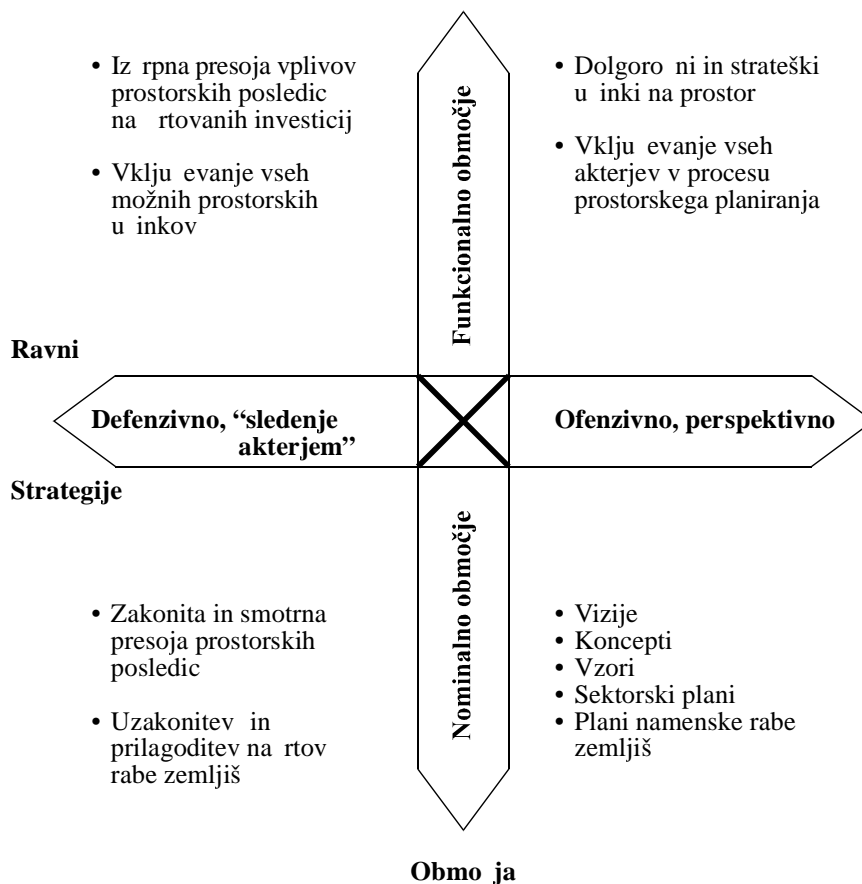 • Iz rpna presoja vplivov
prostorskih posledic
na rtovanih investicij
• Vklju evanje vseh
možnih prostorskih
u inkov
Funkcionalno območje
• Dolgoro ni in strateški
u inki na prostor
• Vklju evanje vseh
akterjev v procesu
prostorskega planiranja
Ravni
Defenzivno, “sledenje
akterjem”
Ofenzivno, perspektivno
Strategije
• Zakonita in smotrna
presoja prostorskih
posledic
• Uzakonitev in
prilagoditev na rtov
rabe zemljiš
Nominalno območje
• Vizije
• Koncepti
• Vzori
• Sektorski plani
• Plani namenske rabe
zemljiš
Obmo ja